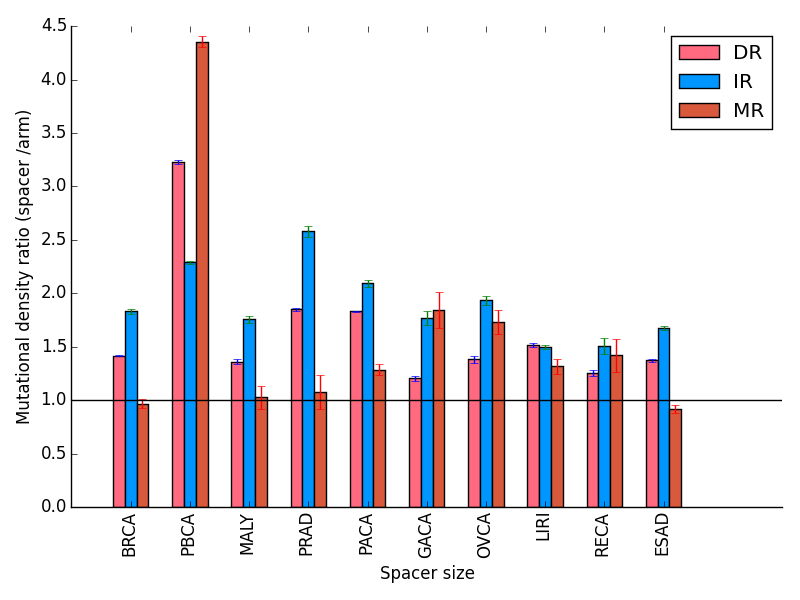 Mutational density ratio (spacer /arm)
4.5
4.0
3.5
3.0
2.5
2.0
1.5
1.0
0.5
0.0
DR
IR
MR
BRCA PBCA MALY PRAD PACA GACA OVCA LIRI RECA ESAD
Spacer size